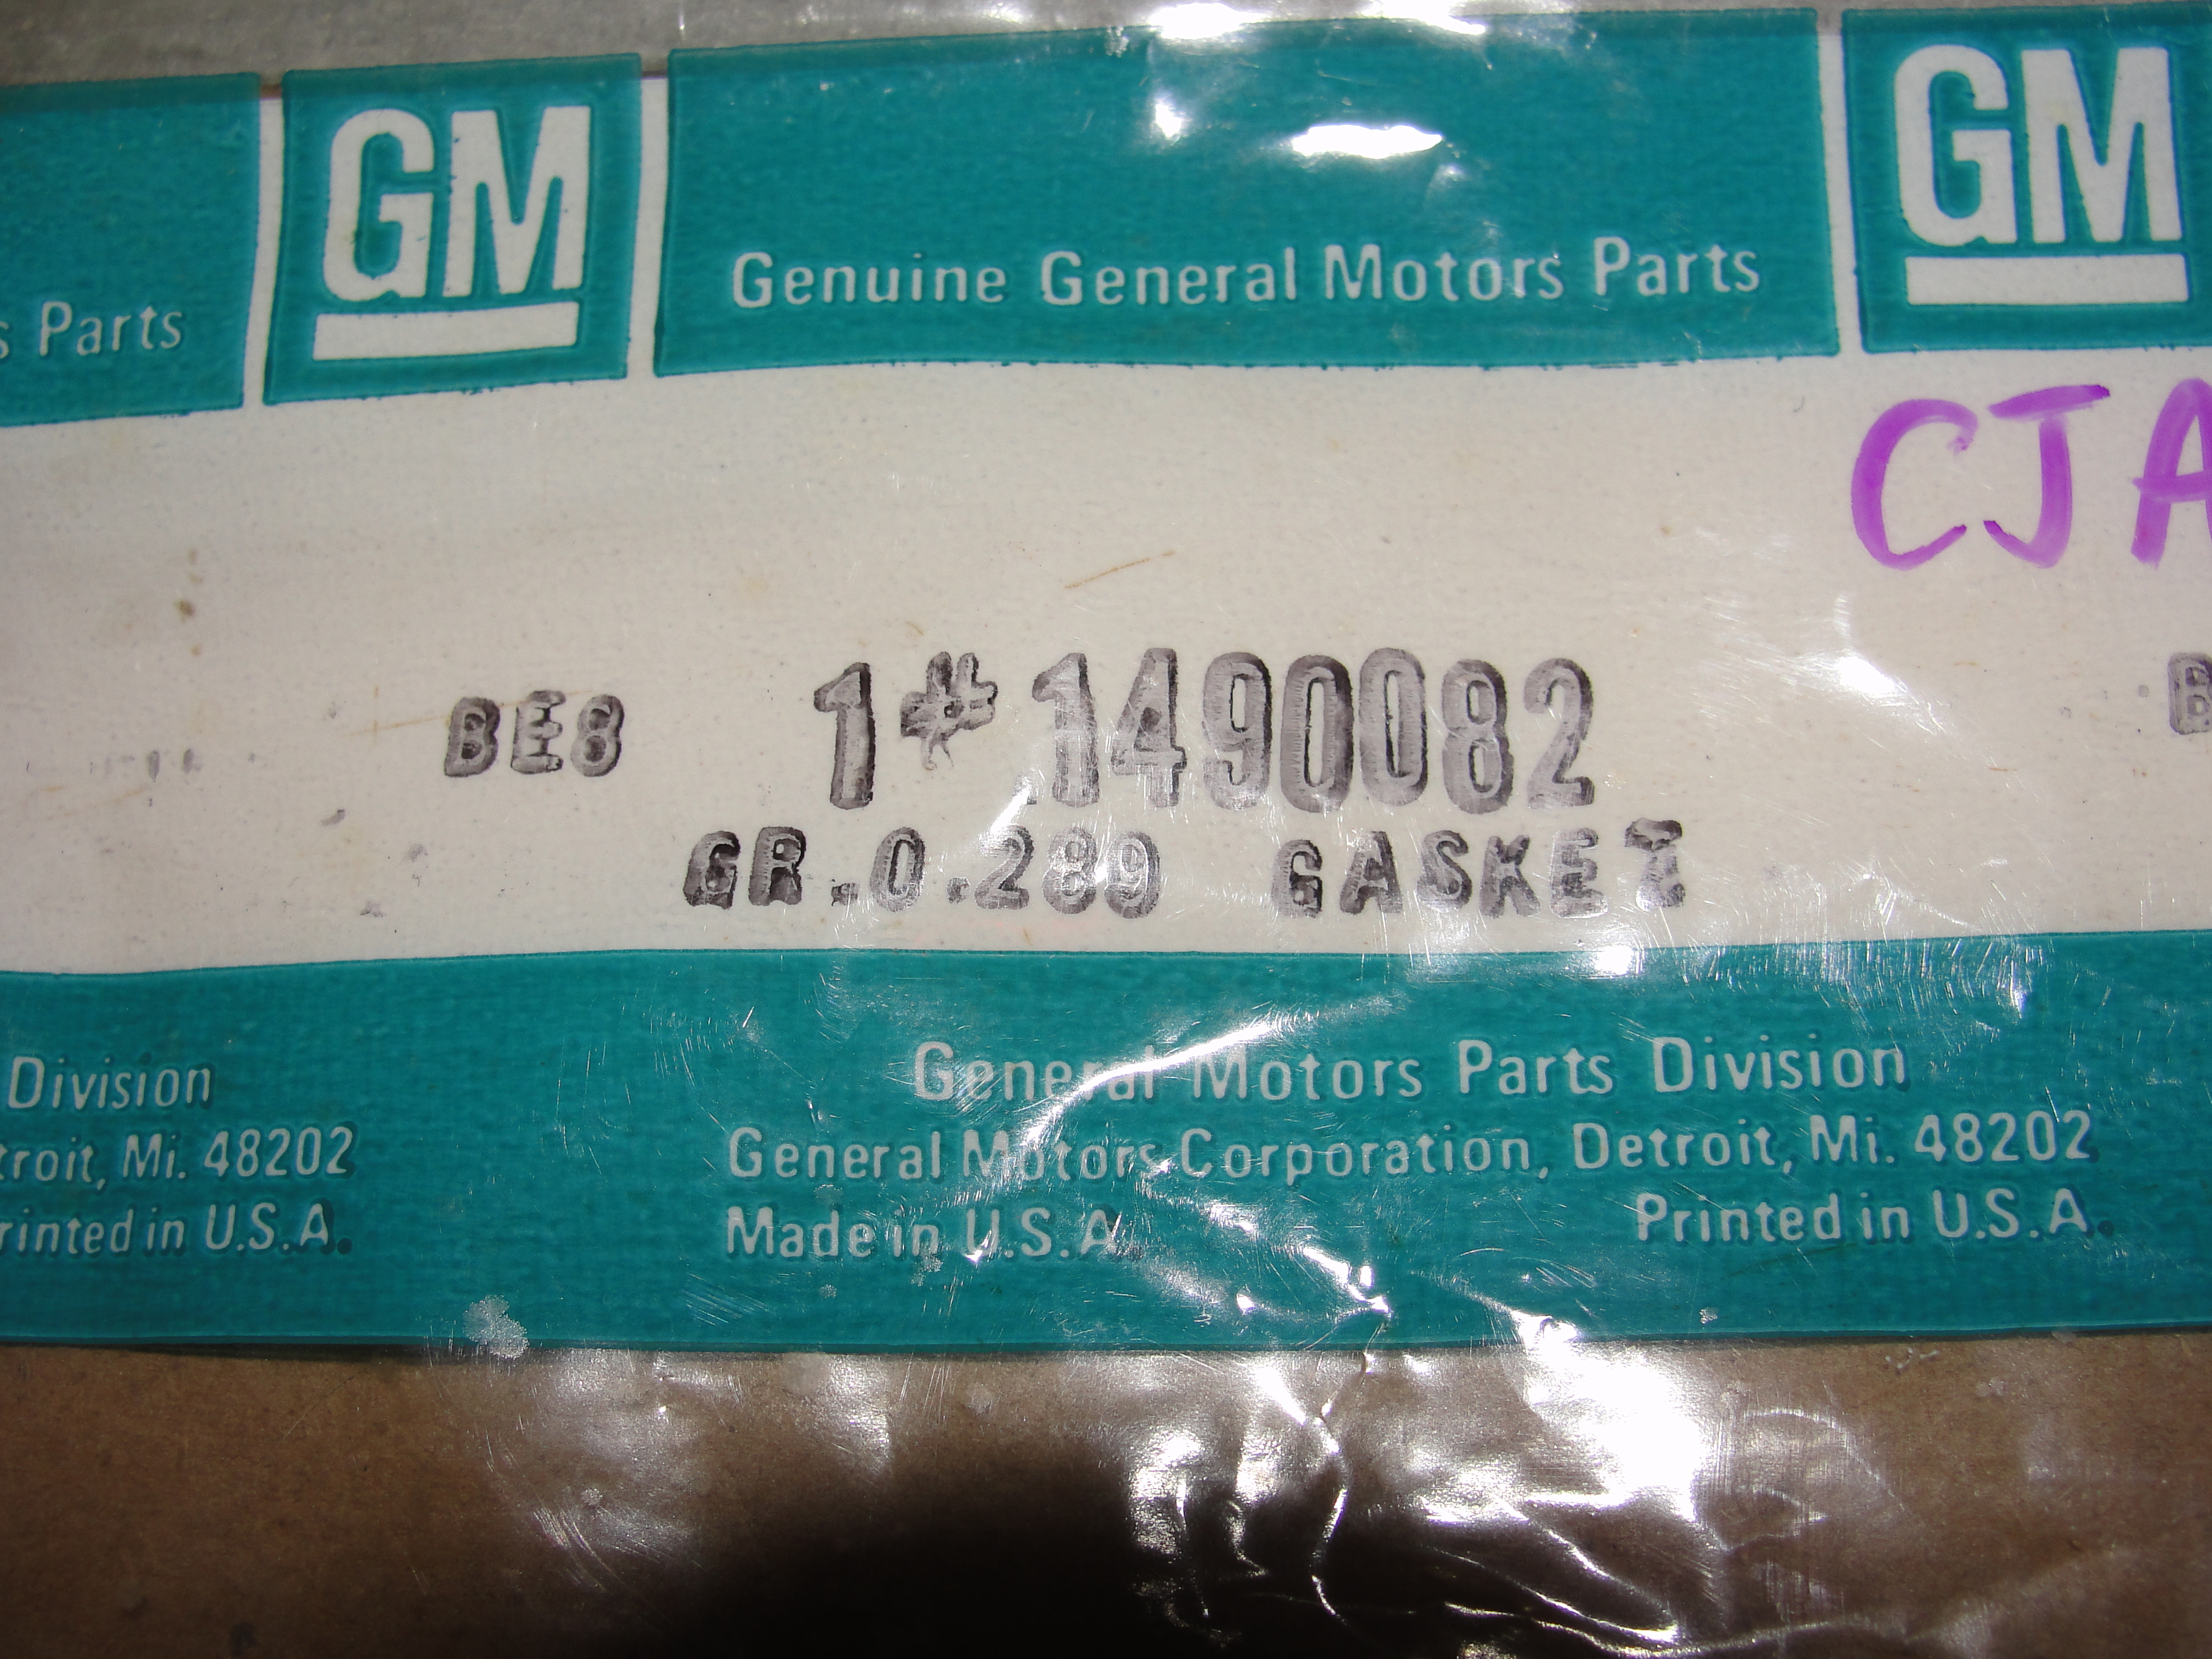 GM
Genuine General Motors Parts
GM
s Parts
CJA
BE8 1# 1490082
B
GR.0.289 GASKET
Division
troit, Mi. 48202
rinted in U.S.A.
General Motors Parts Division
General Motors Corporation, Detroit, Mi. 48202
Made in U.S.A. Printed in U.S.A.